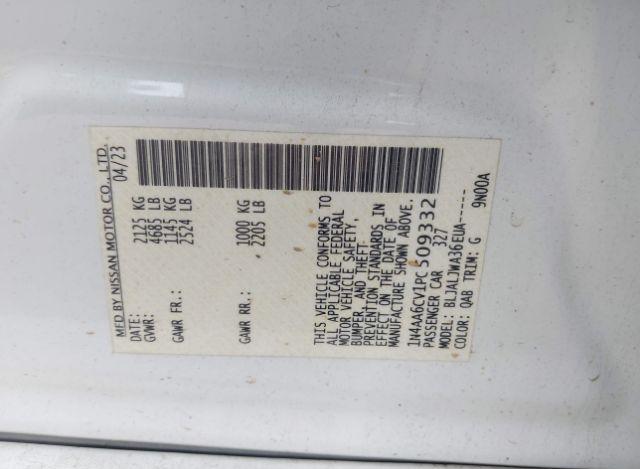 MFD BY NISSAN MOTOR CO., LTD.
DATE: 04/23
GVWR: 2125 KG
4685 LB
GAWR FR: 1145 KG
2524 LB
GAWR RR: 1000 KG
2205 LB
THIS VEHICLE CONFORMS TO
ALL APPLICABLE FEDERAL
MOTOR VEHICLE SAFETY,
BUMPER, AND THEFT-
PREVENTION STANDARDS IN
EFFECT ON THE DATE OF
MANUFACTURE SHOWN ABOVE.
1N4AA6CV1PC509332
PASSENGER CAR 327
MODEL: BLJALJWA36EUA-----
COLOR: QAB TRIM: G 9N00A